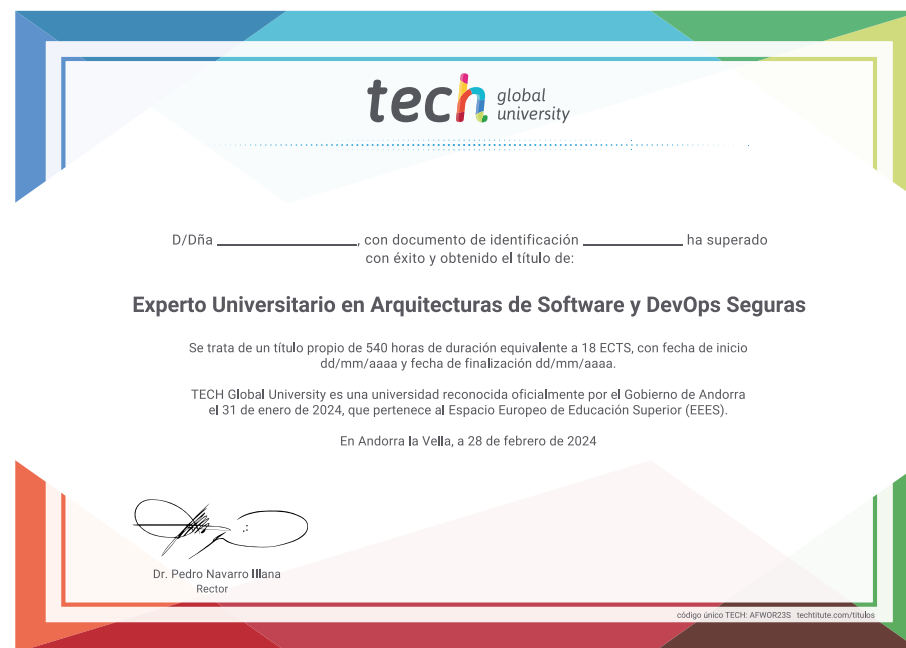 tech global
university
D/Dña ____________, con documento de identificación ____________ ha superado
con éxito y obtenido el título de:
Experto Universitario en Arquitecturas de Software y DevOps Seguras
Se trata de un título propio de 540 horas de duración equivalente a 18 ECTS, con fecha de inicio
dd/mm/aaaa y fecha de finalización dd/mm/aaaa.
TECH Global University es una universidad reconocida oficialmente por el Gobierno de Andorra
el 31 de enero de 2024, que pertenece al Espacio Europeo de Educación Superior (EEES).
En Andorra la Vella, a 28 de febrero de 2024
Dr. Pedro Navarro Illana
Rector
código único TECH: AFWOR23S techtitute.com/titulos